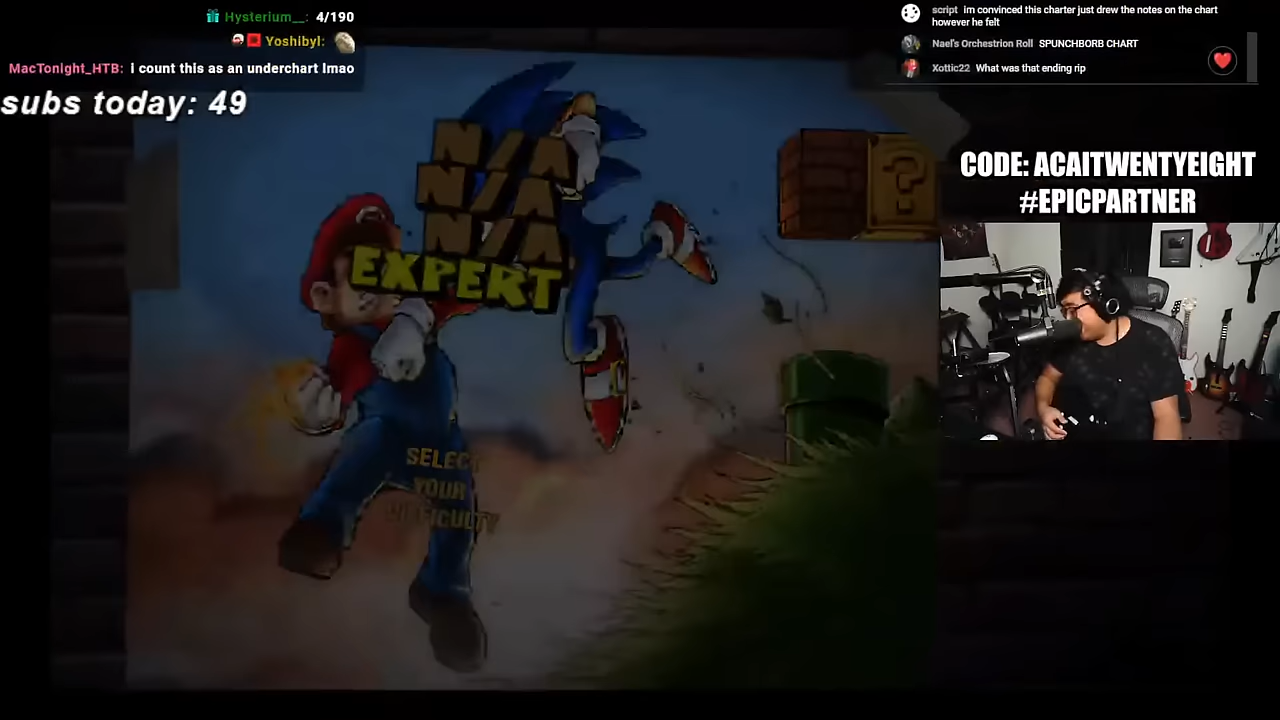 Hysterium__: 4/190
Yoshibyl:
MacTonight_HTB: i count this as an underchart lmao
subs today: 49
script im convinced this charter just drew the notes on the chart
however he felt
Nael's Orchestrion Roll SPUNCHBORB CHART
Xottic22 What was that ending rip
CODE: ACAITWENTYEIGHT
#EPICPARTNER
N/A
N/A
N/A
EXPERT
?
SELECT
YOUR
DIFFICULTY